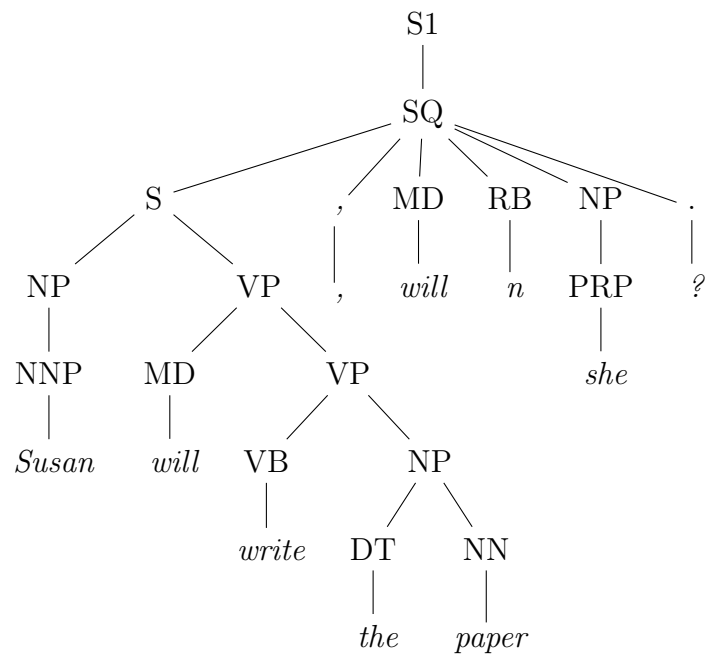 S1
SQ
S , MD RB NP .
NP VP , will n PRP ?
NNP MD VP she
Susan will VB NP
write DT NN
the paper